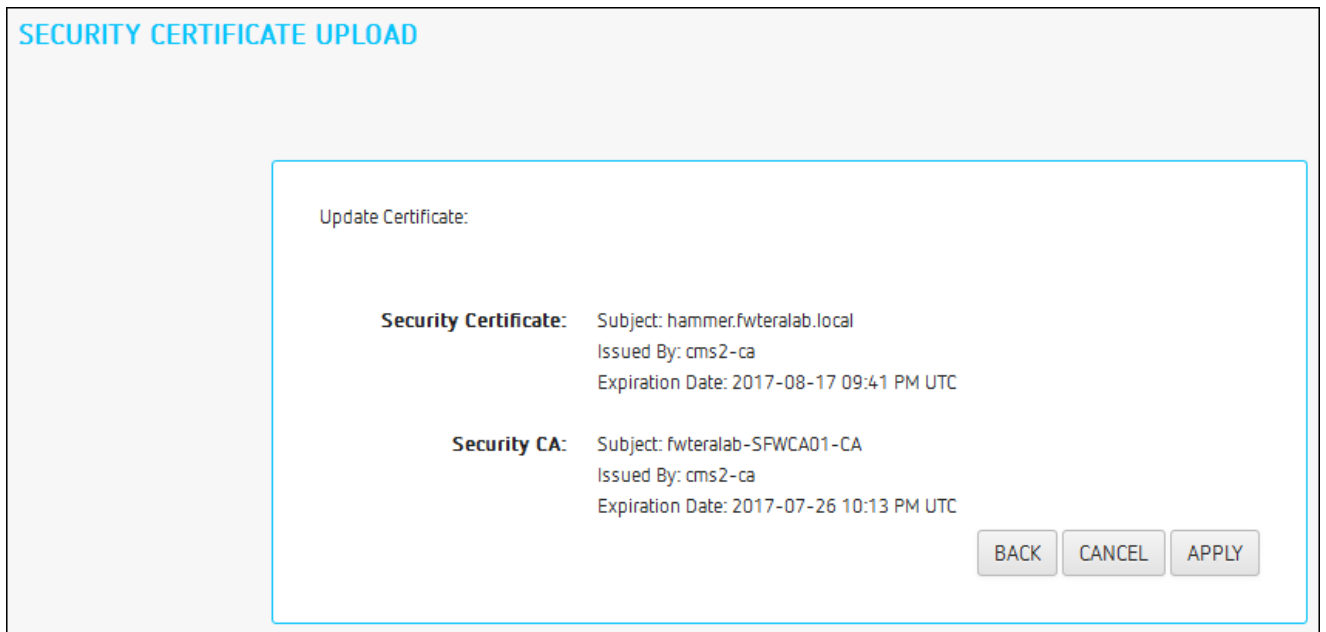 SECURITY CERTIFICATE UPLOAD
Update Certificate:
Security Certificate: Subject: hammer.fwteralab.local
Issued By: cms2-ca
Expiration Date: 2017-08-17 09:41 PM UTC
Security CA: Subject: fwteralab-SFWCA01-CA
Issued By: cms2-ca
Expiration Date: 2017-07-26 10:13 PM UTC
BACK CANCEL APPLY